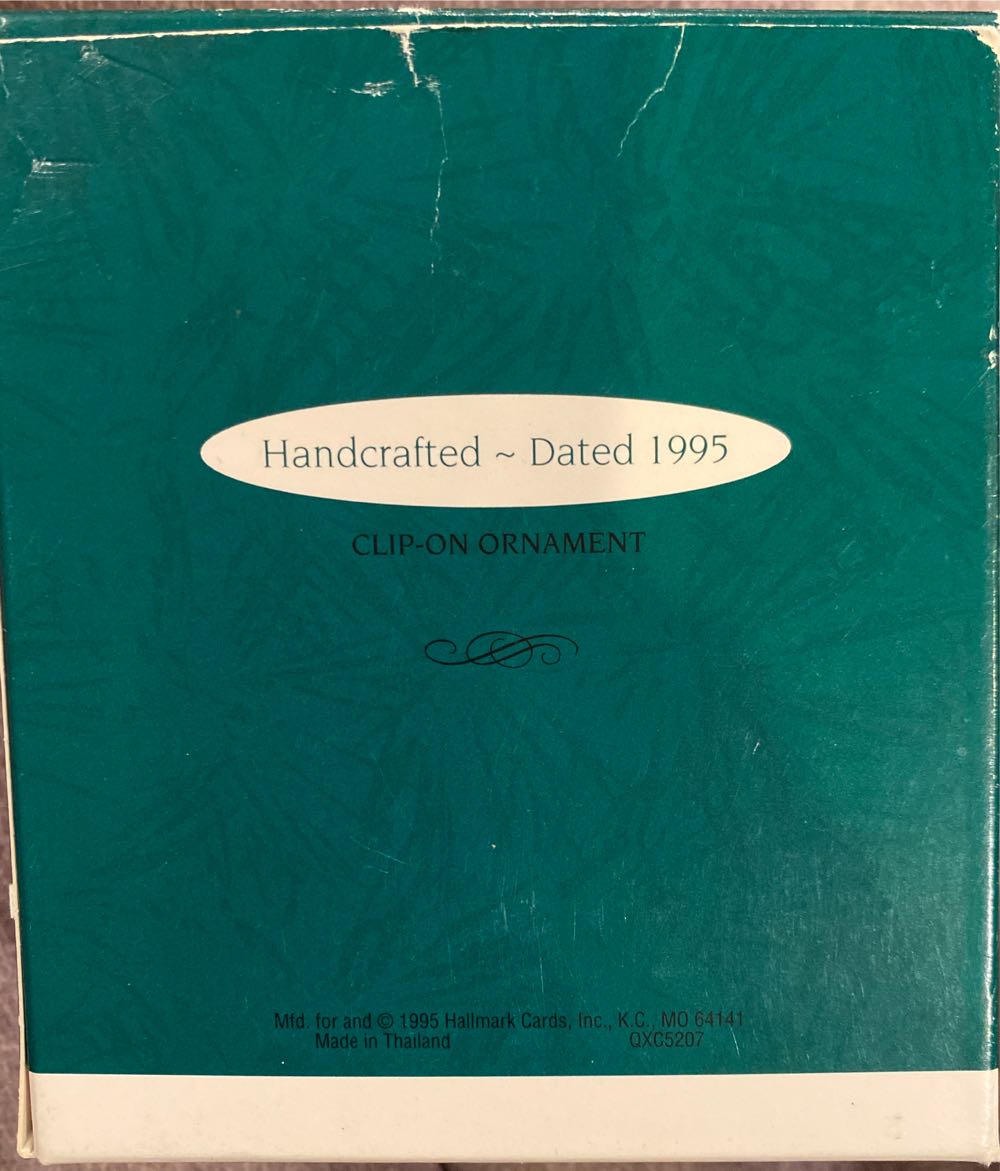 Handcrafted ~ Dated 1995
CLIP-ON ORNAMENT
Mfd. for and © 1995 Hallmark Cards, Inc., K.C., MO 64141
Made in Thailand QXC5207